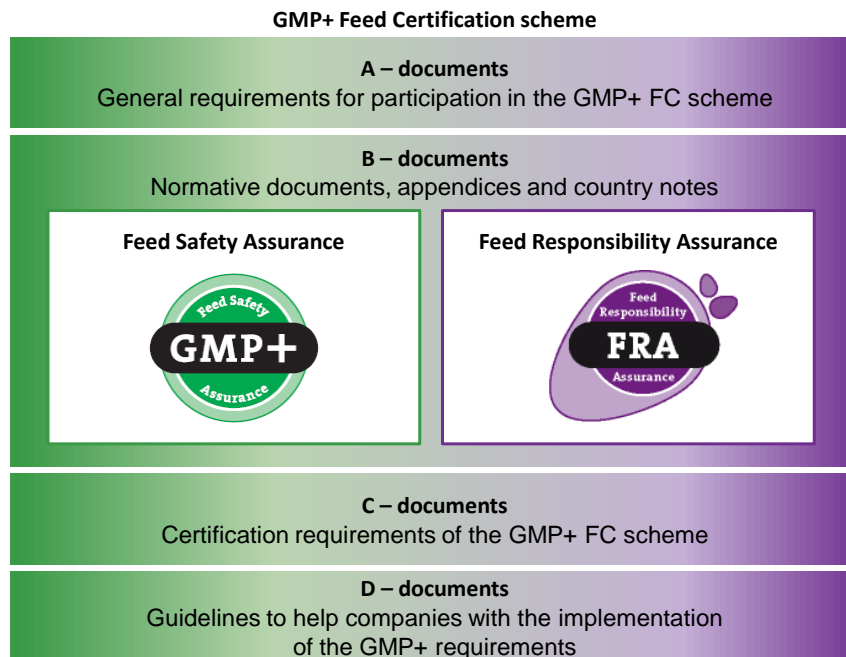 GMP+ Feed Certification scheme
A – documents
General requirements for participation in the GMP+ FC scheme
B – documents
Normative documents, appendices and country notes
Feed Safety Assurance
Feed Safety
GMP+
Assurance
Feed Responsibility Assurance
Feed
Responsibility
FRA
Assurance
C – documents
Certification requirements of the GMP+ FC scheme
D – documents
Guidelines to help companies with the implementation
of the GMP+ requirements